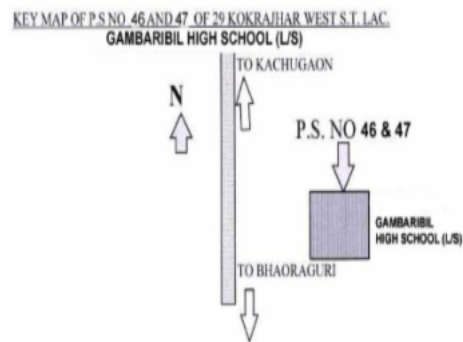 KEY MAP OF P.S NO. 46 AND 47 OF 29 KOKRAJHAR WEST S.T. LAC.
GAMBARIBIL HIGH SCHOOL (L/S)
TO KACHUGAON
N
P.S. NO 46 & 47
GAMBARIBIL
HIGH SCHOOL (L/S)
TO BHAORAGURI